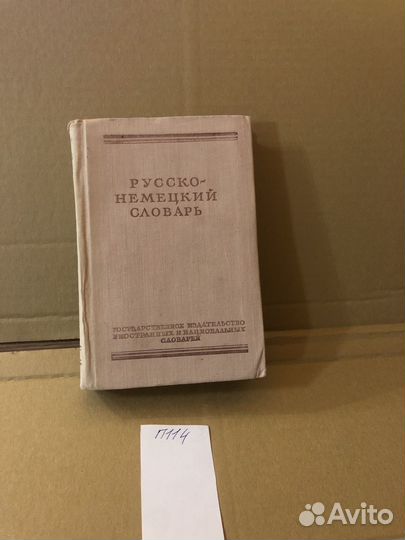 РУССКО-
НЕМЕЦКИЙ
СЛОВАРЬ
ГОСУДАРСТВЕННОЕ ИЗДАТЕЛЬСТВО
ИНОСТРАННЫХ И НАЦИОНАЛЬНЫХ
СЛОВАРЕЙ
П114
Avito